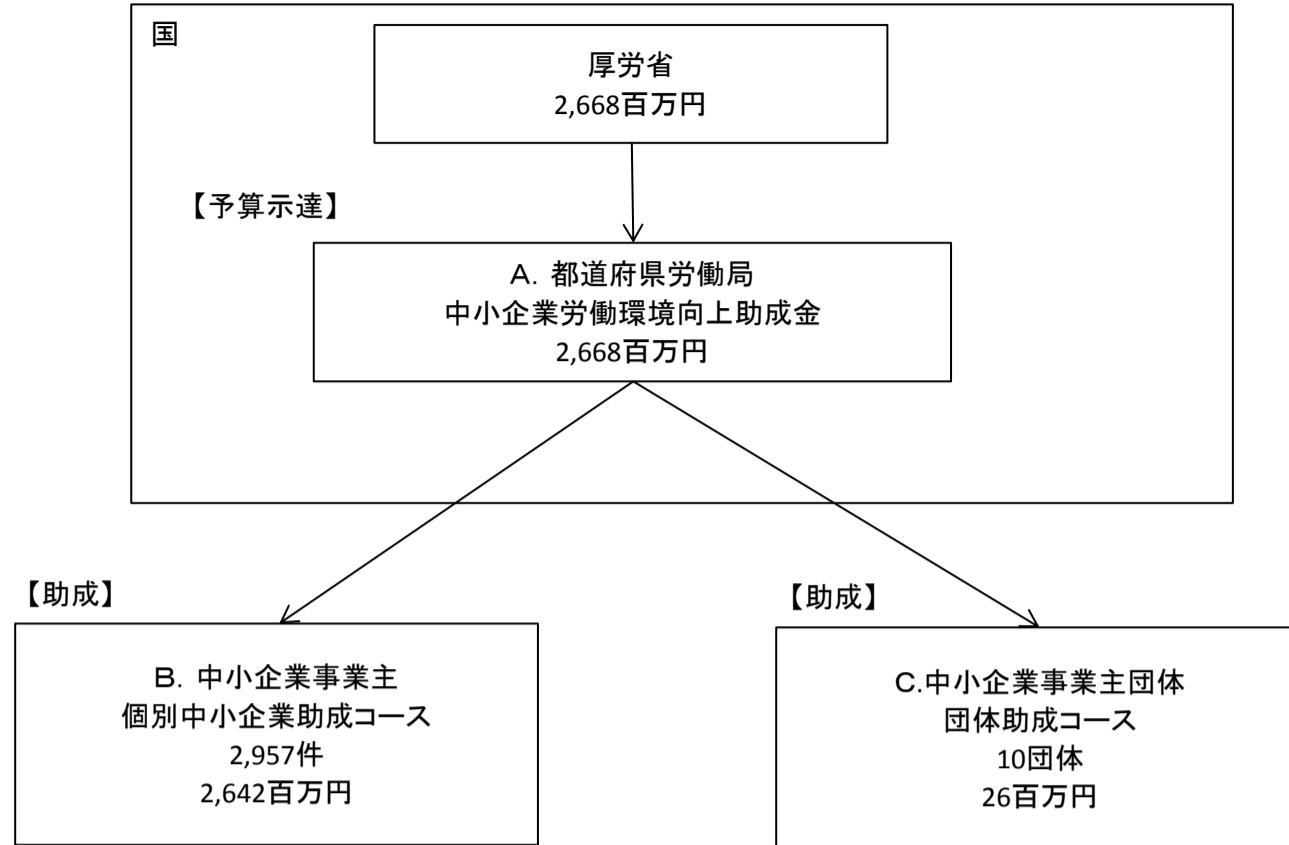 国
厚労省
2,668百万円
【予算示達】
A. 都道府県労働局
中小企業労働環境向上助成金
2,668百万円
【助成】
B. 中小企業事業主
個別中小企業助成コース
2,957件
2,642百万円
【助成】
C.中小企業事業主団体
団体助成コース
10団体
26百万円